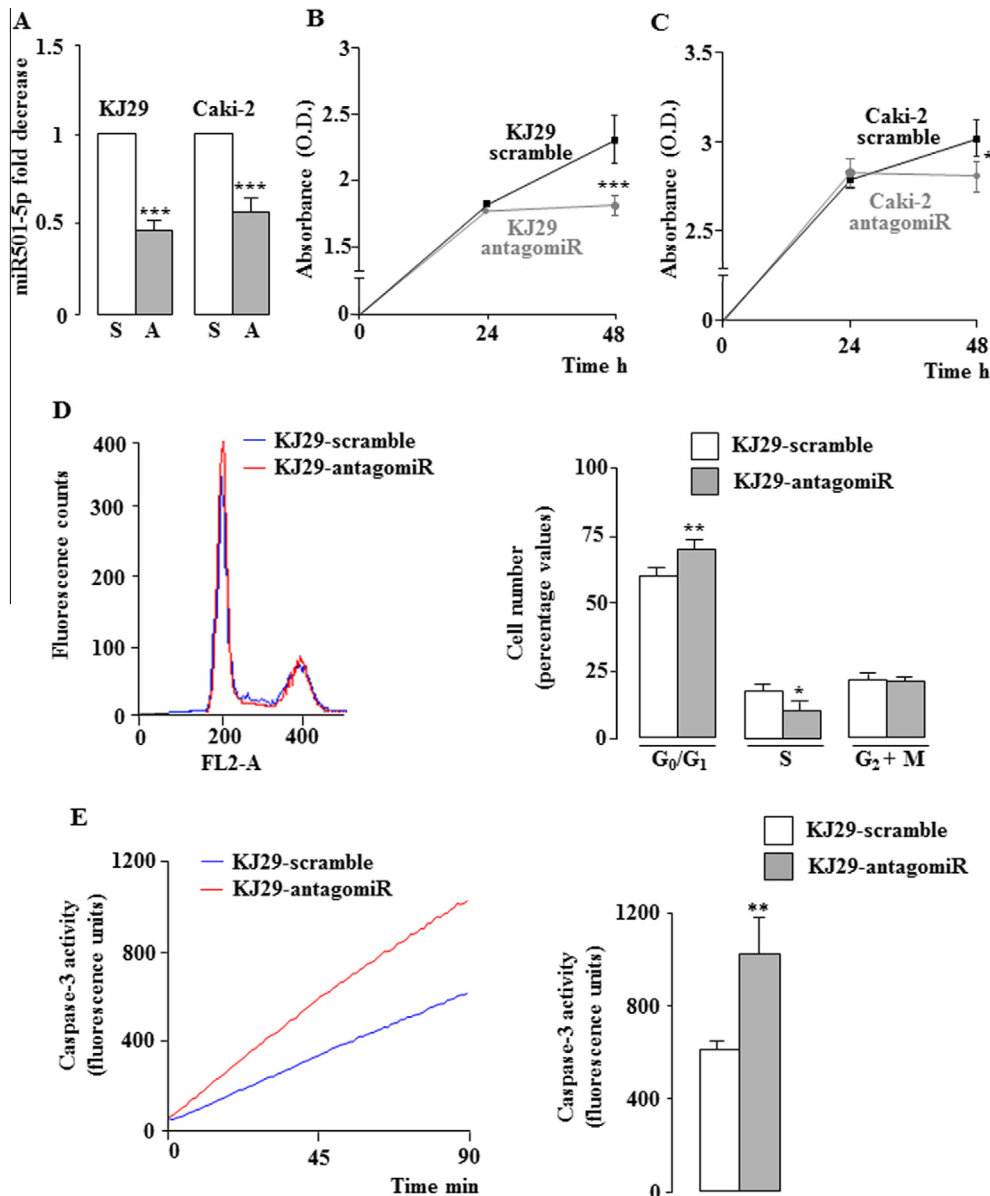 A
miR501-5p fold decrease
1.5
1
0.5
0
KJ29
Caki-2
***
***
S A S A
B
Absorbance (O.D.)
3
2.5
2
1.5
0
KJ29
scramble
***
KJ29
antagomiR
0 24 48
Time h
C
Absorbance (O.D.)
3.5
3
2.5
0
Caki-2
scramble
*
Caki-2
antagomiR
0 24 48
Time h
D
Fluorescence counts
400
300
200
100
0
KJ29-scramble
KJ29-antagomiR
0 200 400
FL2-A
KJ29-scramble
KJ29-antagomiR
Cell number
(percentage values)
100
75
50
25
0
**
*
G₀/G₁ S G₂ + M
E
Caspase-3 activity
(fluorescence units)
1200
800
400
0
KJ29-scramble
KJ29-antagomiR
0 45 90
Time min
KJ29-scramble
KJ29-antagomiR
Caspase-3 activity
(fluorescence units)
1200
800
400
0
**